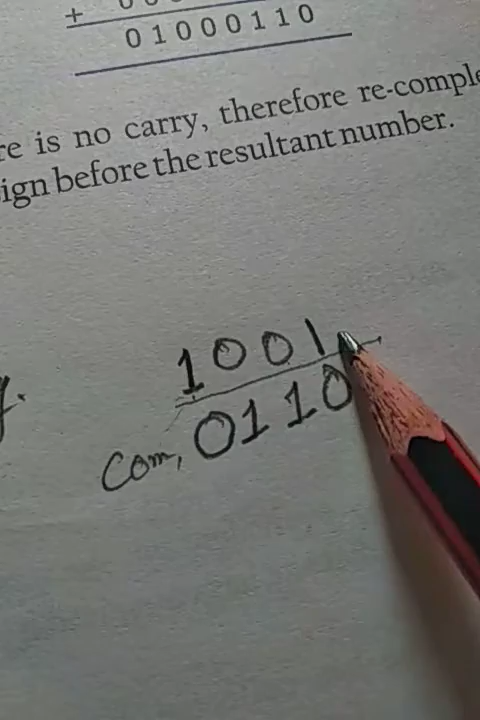 +
01000110
re is no carry, therefore re-comple
ign before the resultant number.
1001
Com, 0110